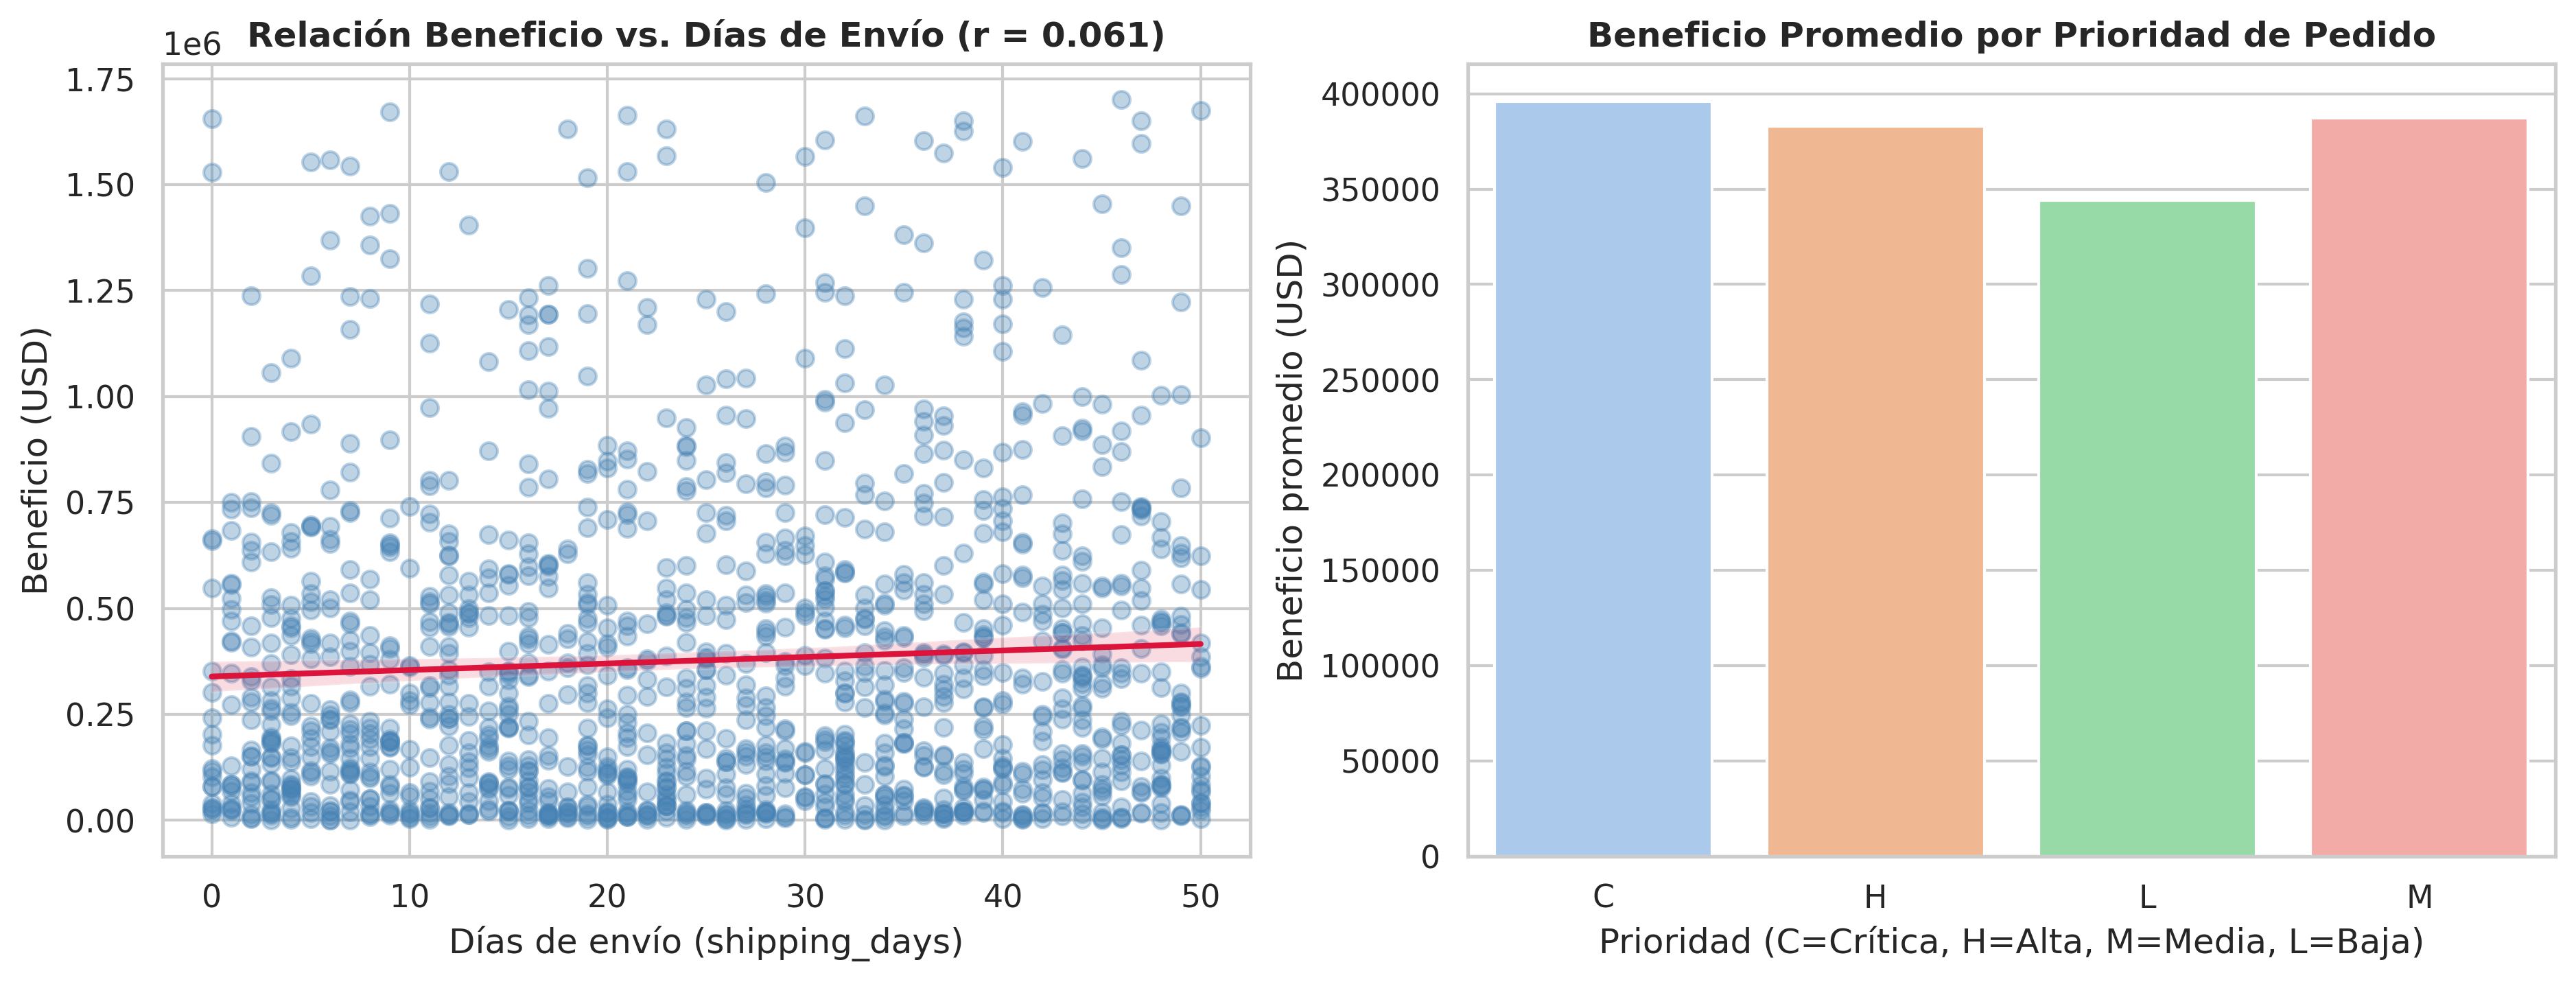 Relación Beneficio vs. Días de Envío (r = 0.061)
1e6
1.75
1.50
1.25
1.00
0.75
0.50
0.25
0.00
Beneficio (USD)
0 10 20 30 40 50
Días de envío (shipping_days)
Beneficio Promedio por Prioridad de Pedido
400000
350000
300000
250000
200000
150000
100000
50000
0
Beneficio promedio (USD)
C H L M
Prioridad (C=Crítica, H=Alta, M=Media, L=Baja)